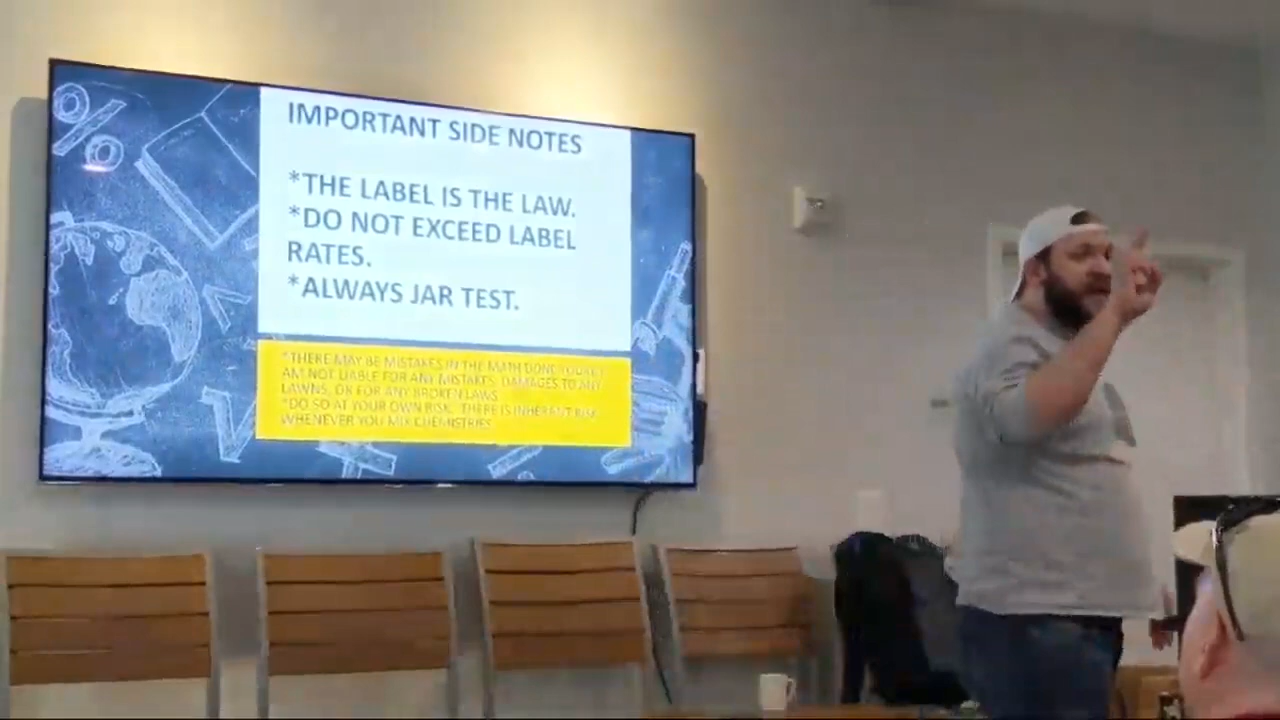 IMPORTANT SIDE NOTES
*THE LABEL IS THE LAW.
*DO NOT EXCEED LABEL
RATES.
*ALWAYS JAR TEST.
*THERE MAY BE MISTAKES IN THE MATH DONE TODAY. I
AM NOT LIABLE FOR ANY MISTAKES, DAMAGES TO ANY
LAWNS, OR FOR ANY BROKEN LAWS.
*DO SO AT YOUR OWN RISK. THERE IS INHERENT RISK
WHENEVER YOU MIX CHEMISTRIES.